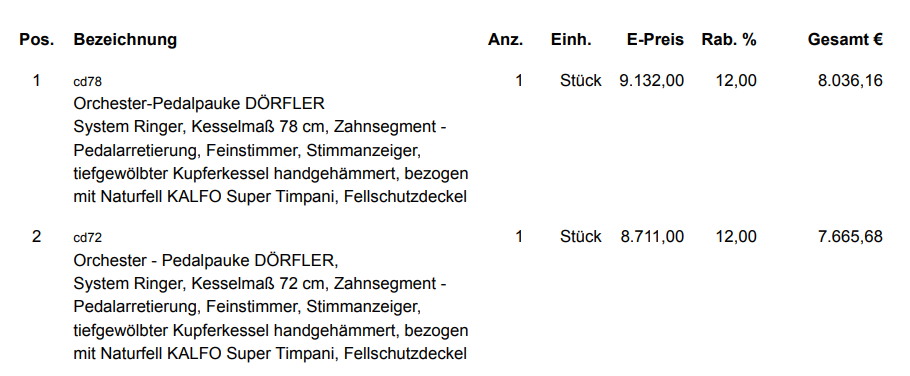 Pos. Bezeichnung Anz. Einh. E-Preis Rab. % Gesamt €
1 cd78 1 Stück 9.132,00 12,00 8.036,16
Orchester-Pedalpauke DÖRFLER
System Ringer, Kesselmaß 78 cm, Zahnsegment -
Pedalarretierung, Feinstimmer, Stimmanzeiger,
tiefgewölbter Kupferkessel handgehämmert, bezogen
mit Naturfell KALFO Super Timpani, Fellschutzdeckel
2 cd72 1 Stück 8.711,00 12,00 7.665,68
Orchester - Pedalpauke DÖRFLER,
System Ringer, Kesselmaß 72 cm, Zahnsegment -
Pedalarretierung, Feinstimmer, Stimmanzeiger,
tiefgewölbter Kupferkessel handgehämmert, bezogen
mit Naturfell KALFO Super Timpani, Fellschutzdeckel